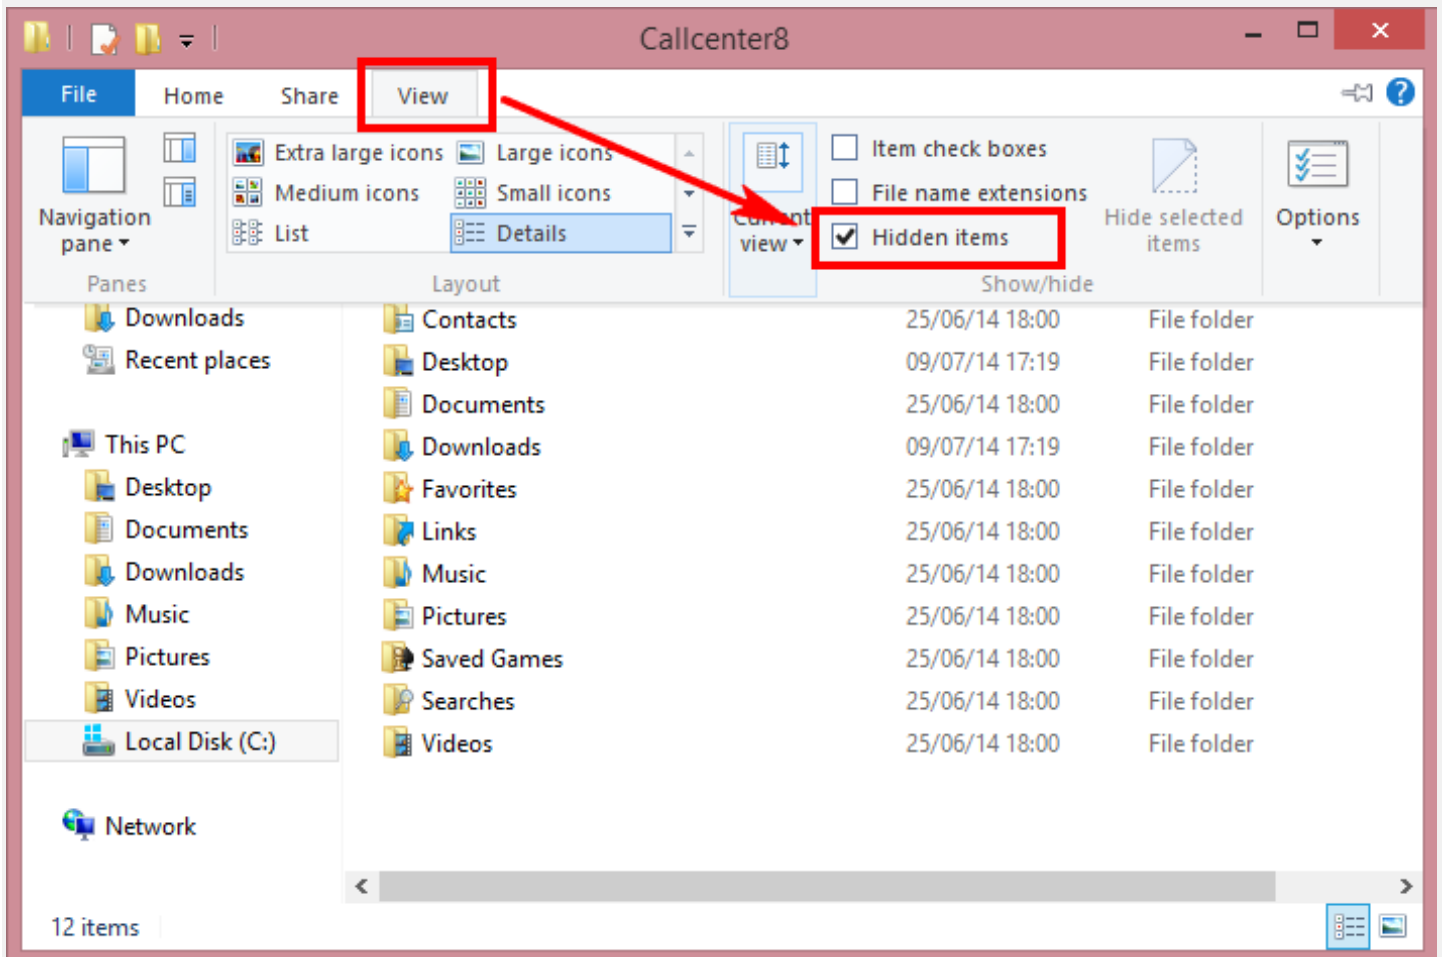 Callcenter8
File Home Share View
Extra large icons Large icons
Medium icons Small icons
List Details
Navigation
pane
Current
view
Item check boxes
File name extensions
Hidden items
Hide selected
items
Options
Panes Layout Show/hide
Downloads
Recent places
This PC
Desktop
Documents
Downloads
Music
Pictures
Videos
Local Disk (C:)
Network
Contacts 25/06/14 18:00 File folder
Desktop 09/07/14 17:19 File folder
Documents 25/06/14 18:00 File folder
Downloads 09/07/14 17:19 File folder
Favorites 25/06/14 18:00 File folder
Links 25/06/14 18:00 File folder
Music 25/06/14 18:00 File folder
Pictures 25/06/14 18:00 File folder
Saved Games 25/06/14 18:00 File folder
Searches 25/06/14 18:00 File folder
Videos 25/06/14 18:00 File folder
12 items